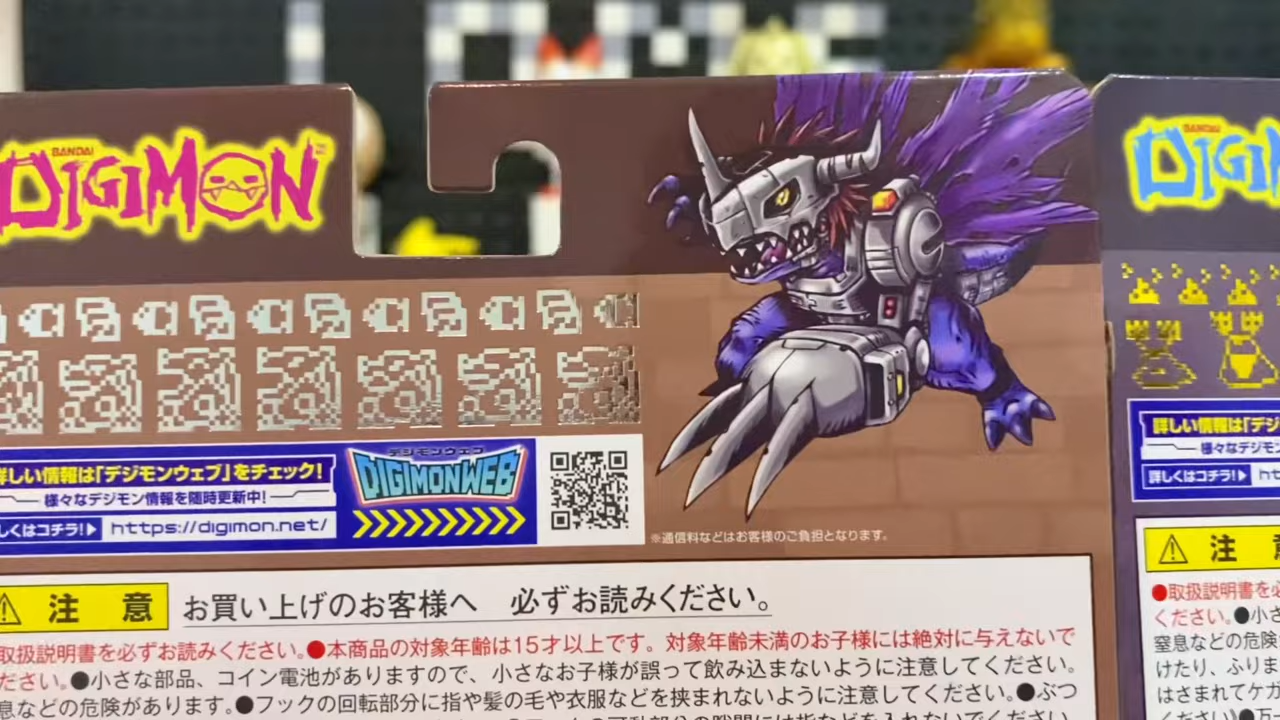 BANDAI
DIGIMON
TM
BANDAI
DIGI
詳しい情報は「デジモンウェブ」をチェック!
様々なデジモン情報を随時更新中!
しくはコチラ!▶ https://digimon.net/
デジモンウェブ
DIGIMONWEB
※通信料などはお客様のご負担となります。
⚠ 注 意 お買い上げのお客様へ 必ずお読みください。
取扱説明書を必ずお読みください。●本商品の対象年齢は15才以上です。対象年齢未満のお子様には絶対に与えないで
ださい。●小さな部品、コイン電池がありますので、小さなお子様が誤って飲み込まないように注意してください。
息などの危険があります。●フックの回転部分に指や髪の毛や衣服などを挟まれないように注意してください。●ぶつ
詳しい情報は「デジ
様々なデジモン
詳しくはコチラ!▶ ht
⚠ 注
●取扱説明書を必
ください。●小さ
窒息などの危険
けたり、ふりま
はさまれてケガ